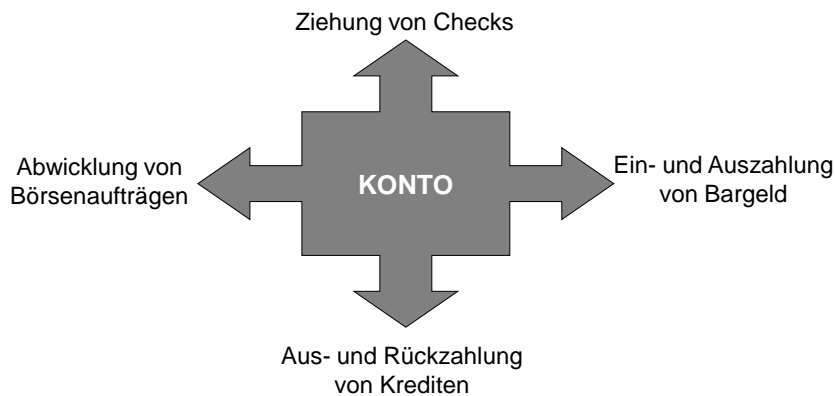 Ziehung von Checks
Abwicklung von
Börsenaufträgen
KONTO
Ein- und Auszahlung
von Bargeld
Aus- und Rückzahlung
von Krediten